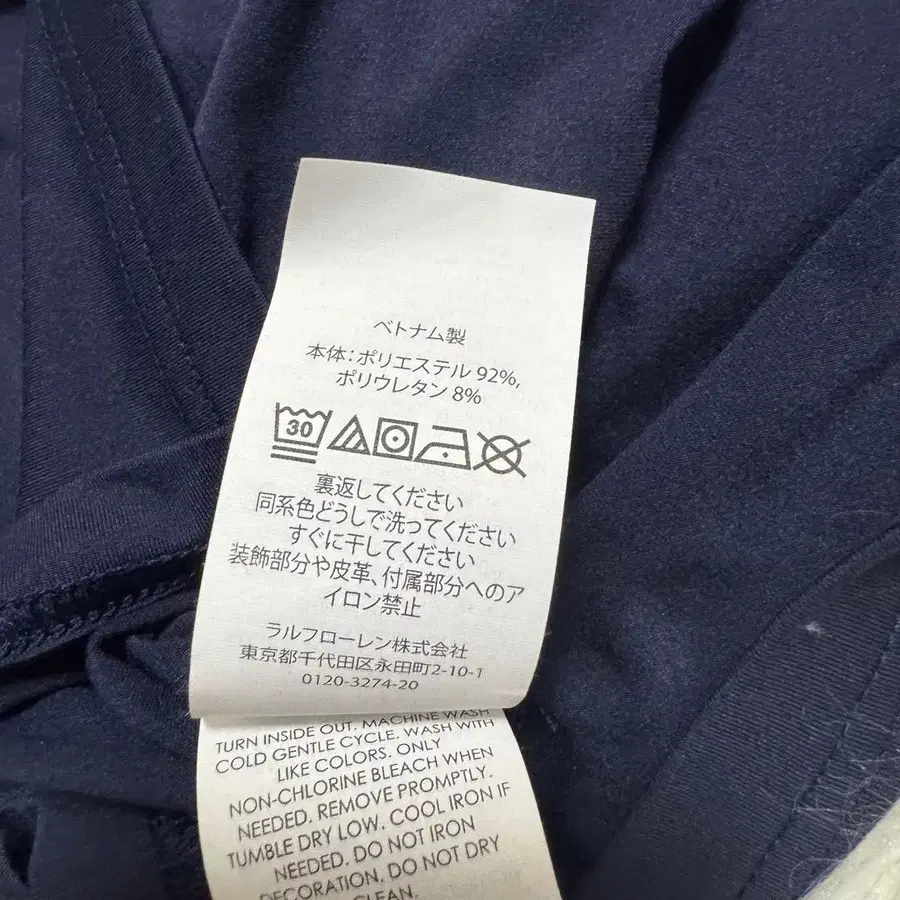 ベトナム製
本体：ポリエステル 92%,
ポリウレタン 8%
30
裏返してください
同系色どうしで洗ってください
すぐに干してください
装飾部分や皮革、付属部分へのア
イロン禁止
ラルフローレン株式会社
東京都千代田区永田町2-10-1
0120-3274-20
TURN INSIDE OUT. MACHINE WASH
COLD GENTLE CYCLE. WASH WITH
LIKE COLORS. ONLY
NON-CHLORINE BLEACH WHEN
NEEDED. REMOVE PROMPTLY.
TUMBLE DRY LOW. COOL IRON IF
NEEDED. DO NOT IRON
DECORATION. DO NOT DRY
CLEAN.